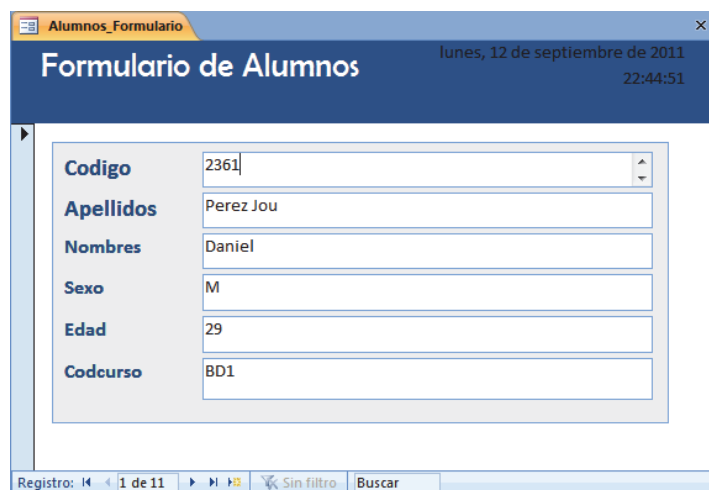 Alumnos_Formulario
Formulario de Alumnos
lunes, 12 de septiembre de 2011
22:44:51
Codigo 2361
Apellidos Perez Jou
Nombres Daniel
Sexo M
Edad 29
Codcurso BD1
Registro: 1 de 11 Sin filtro Buscar